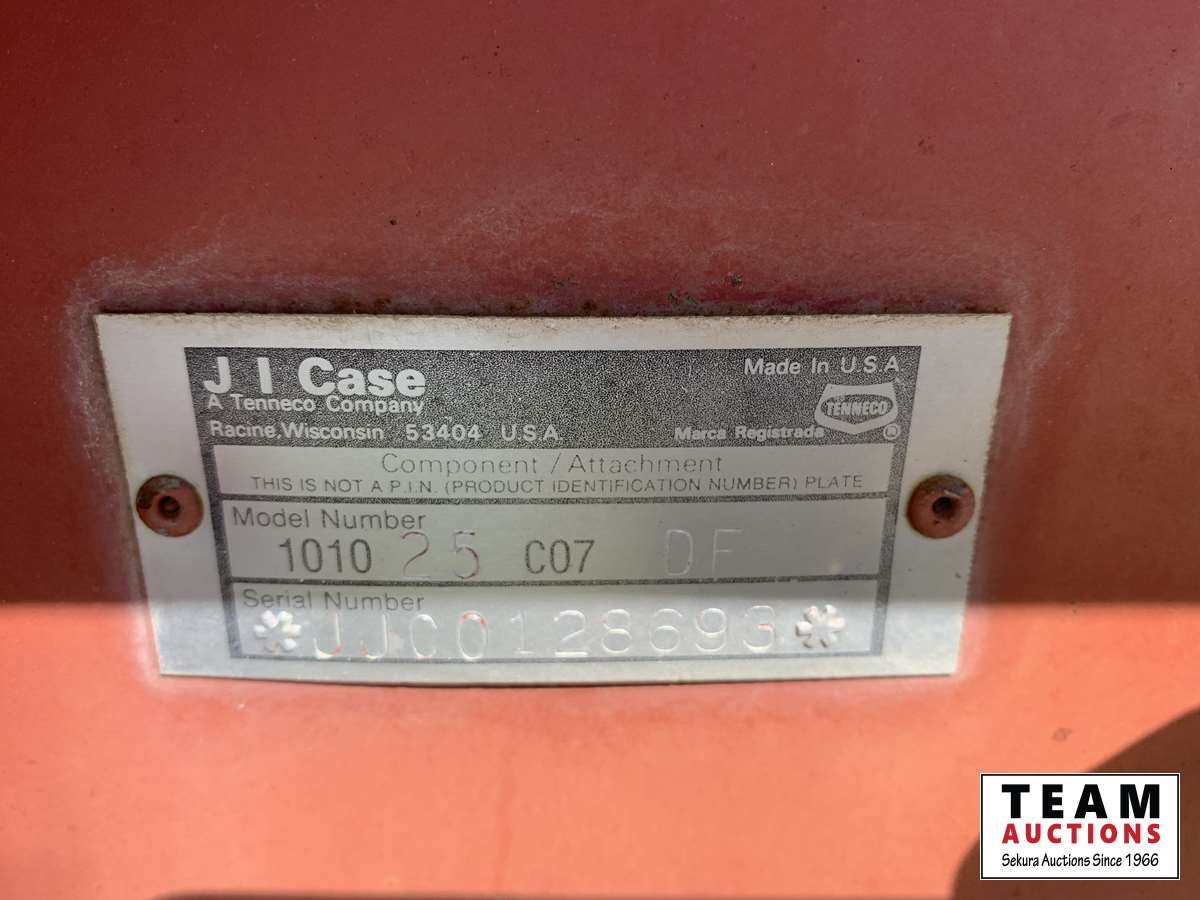 J I Case
A Tenneco Company
Racine, Wisconsin 53404 U.S.A.
Made In U.S.A
TENNECO
Marca Registrada ®
Component / Attachment
THIS IS NOT A P.I.N. (PRODUCT IDENTIFICATION NUMBER) PLATE
Model Number
1010 25 C07 DF
Serial Number
*JJC0128693*
TEAM
AUCTIONS
Sekura Auctions Since 1966